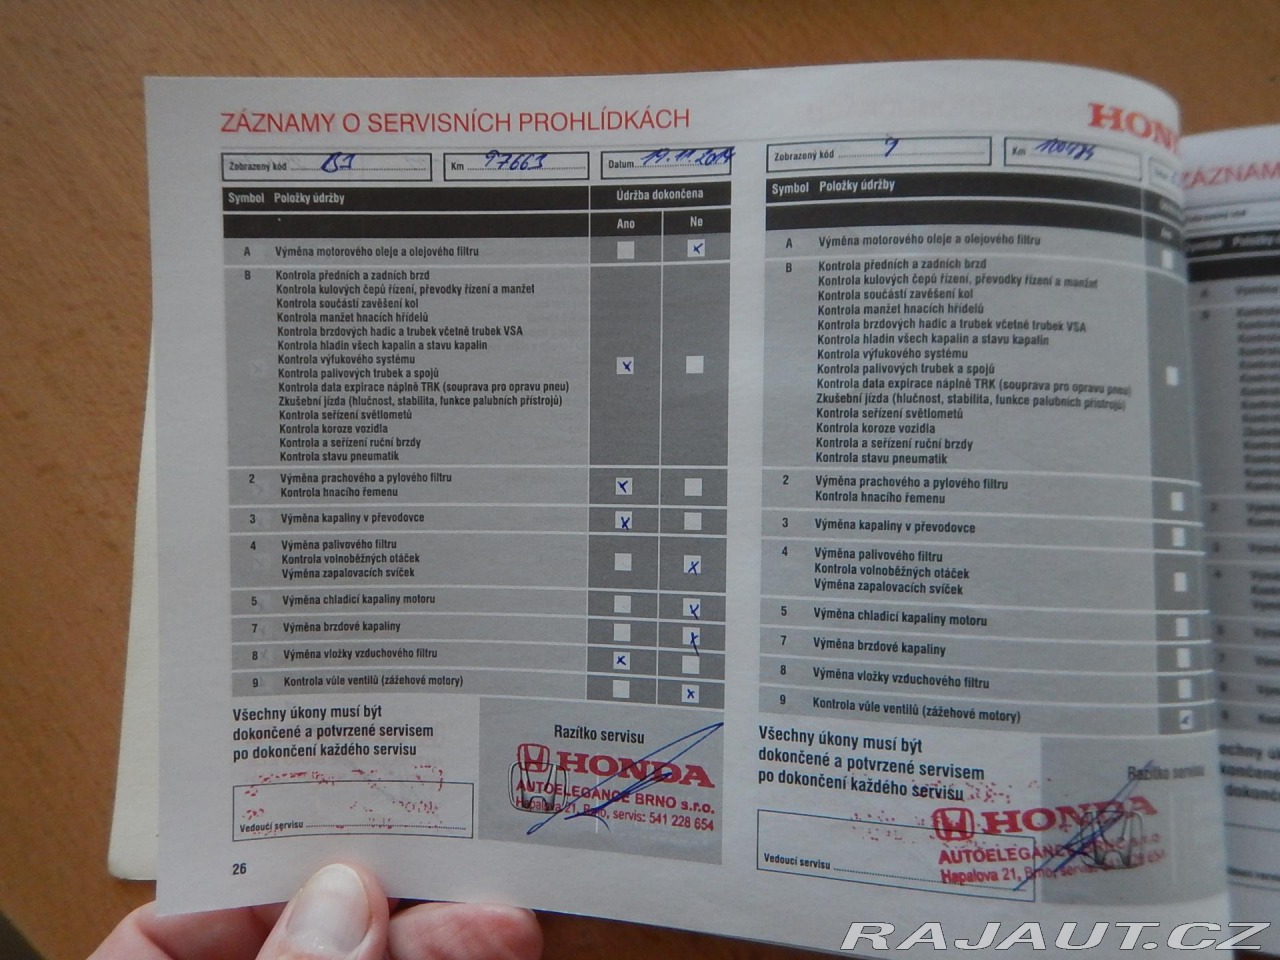 ZÁZNAMY O SERVISNÍCH PROHLÍDKÁCH
HONDA
Zobrazený kód B1
Km 97663
Datum 19.11.2014
Symbol Položky údržby
Údržba dokončena
Ano Ne
A Výměna motorového oleje a olejového filtru
B Kontrola předních a zadních brzd
Kontrola kulových čepů řízení, převodky řízení a manžet
Kontrola součástí zavěšení kol
Kontrola manžet hnacích hřídelů
Kontrola brzdových hadic a trubek včetně trubek VSA
Kontrola hladin všech kapalin a stavu kapalin
Kontrola výfukového systému
Kontrola palivových trubek a spojů
Kontrola data expirace náplně TRK (souprava pro opravu pneu)
Zkušební jízda (hlučnost, stabilita, funkce palubních přístrojů)
Kontrola seřízení světlometů
Kontrola koroze vozidla
Kontrola a seřízení ruční brzdy
Kontrola stavu pneumatik
2 Výměna prachového a pylového filtru
Kontrola hnacího řemenu
3 Výměna kapaliny v převodovce
4 Výměna palivového filtru
Kontrola volnoběžných otáček
Výměna zapalovacích svíček
5 Výměna chladicí kapaliny motoru
7 Výměna brzdové kapaliny
8 Výměna vložky vzduchového filtru
9 Kontrola vůle ventilů (zážehové motory)
Všechny úkony musí být
dokončené a potvrzené servisem
po dokončení každého servisu
Vedoucí servisu
Razítko servisu
HONDA
AUTOELEGANCE BRNO s.r.o.
Hapalova 21, Brno, servis: 541 228 654
26
Zobrazený kód 9
Km
Symbol Položky údržby
A Výměna motorového oleje a olejového filtru
B Kontrola předních a zadních brzd
Kontrola kulových čepů řízení, převodky řízení a manžet
Kontrola součástí zavěšení kol
Kontrola manžet hnacích hřídelů
Kontrola brzdových hadic a trubek včetně trubek VSA
Kontrola hladin všech kapalin a stavu kapalin
Kontrola výfukového systému
Kontrola palivových trubek a spojů
Kontrola data expirace náplně TRK (souprava pro opravu pneu)
Zkušební jízda (hlučnost, stabilita, funkce palubních přístrojů)
Kontrola seřízení světlometů
Kontrola koroze vozidla
Kontrola a seřízení ruční brzdy
Kontrola stavu pneumatik
2 Výměna prachového a pylového filtru
Kontrola hnacího řemenu
3 Výměna kapaliny v převodovce
4 Výměna palivového filtru
Kontrola volnoběžných otáček
Výměna zapalovacích svíček
5 Výměna chladicí kapaliny motoru
7 Výměna brzdové kapaliny
8 Výměna vložky vzduchového filtru
9 Kontrola vůle ventilů (zážehové motory)
Všechny úkony musí být
dokončené a potvrzené servisem
po dokončení každého servisu
Vedoucí servisu
Razítko servisu
HONDA
AUTOELEGANCE BRNO s.r.o.
Hapalova 21, Brno, servis
ZÁZNAM
RAJAUT.CZ